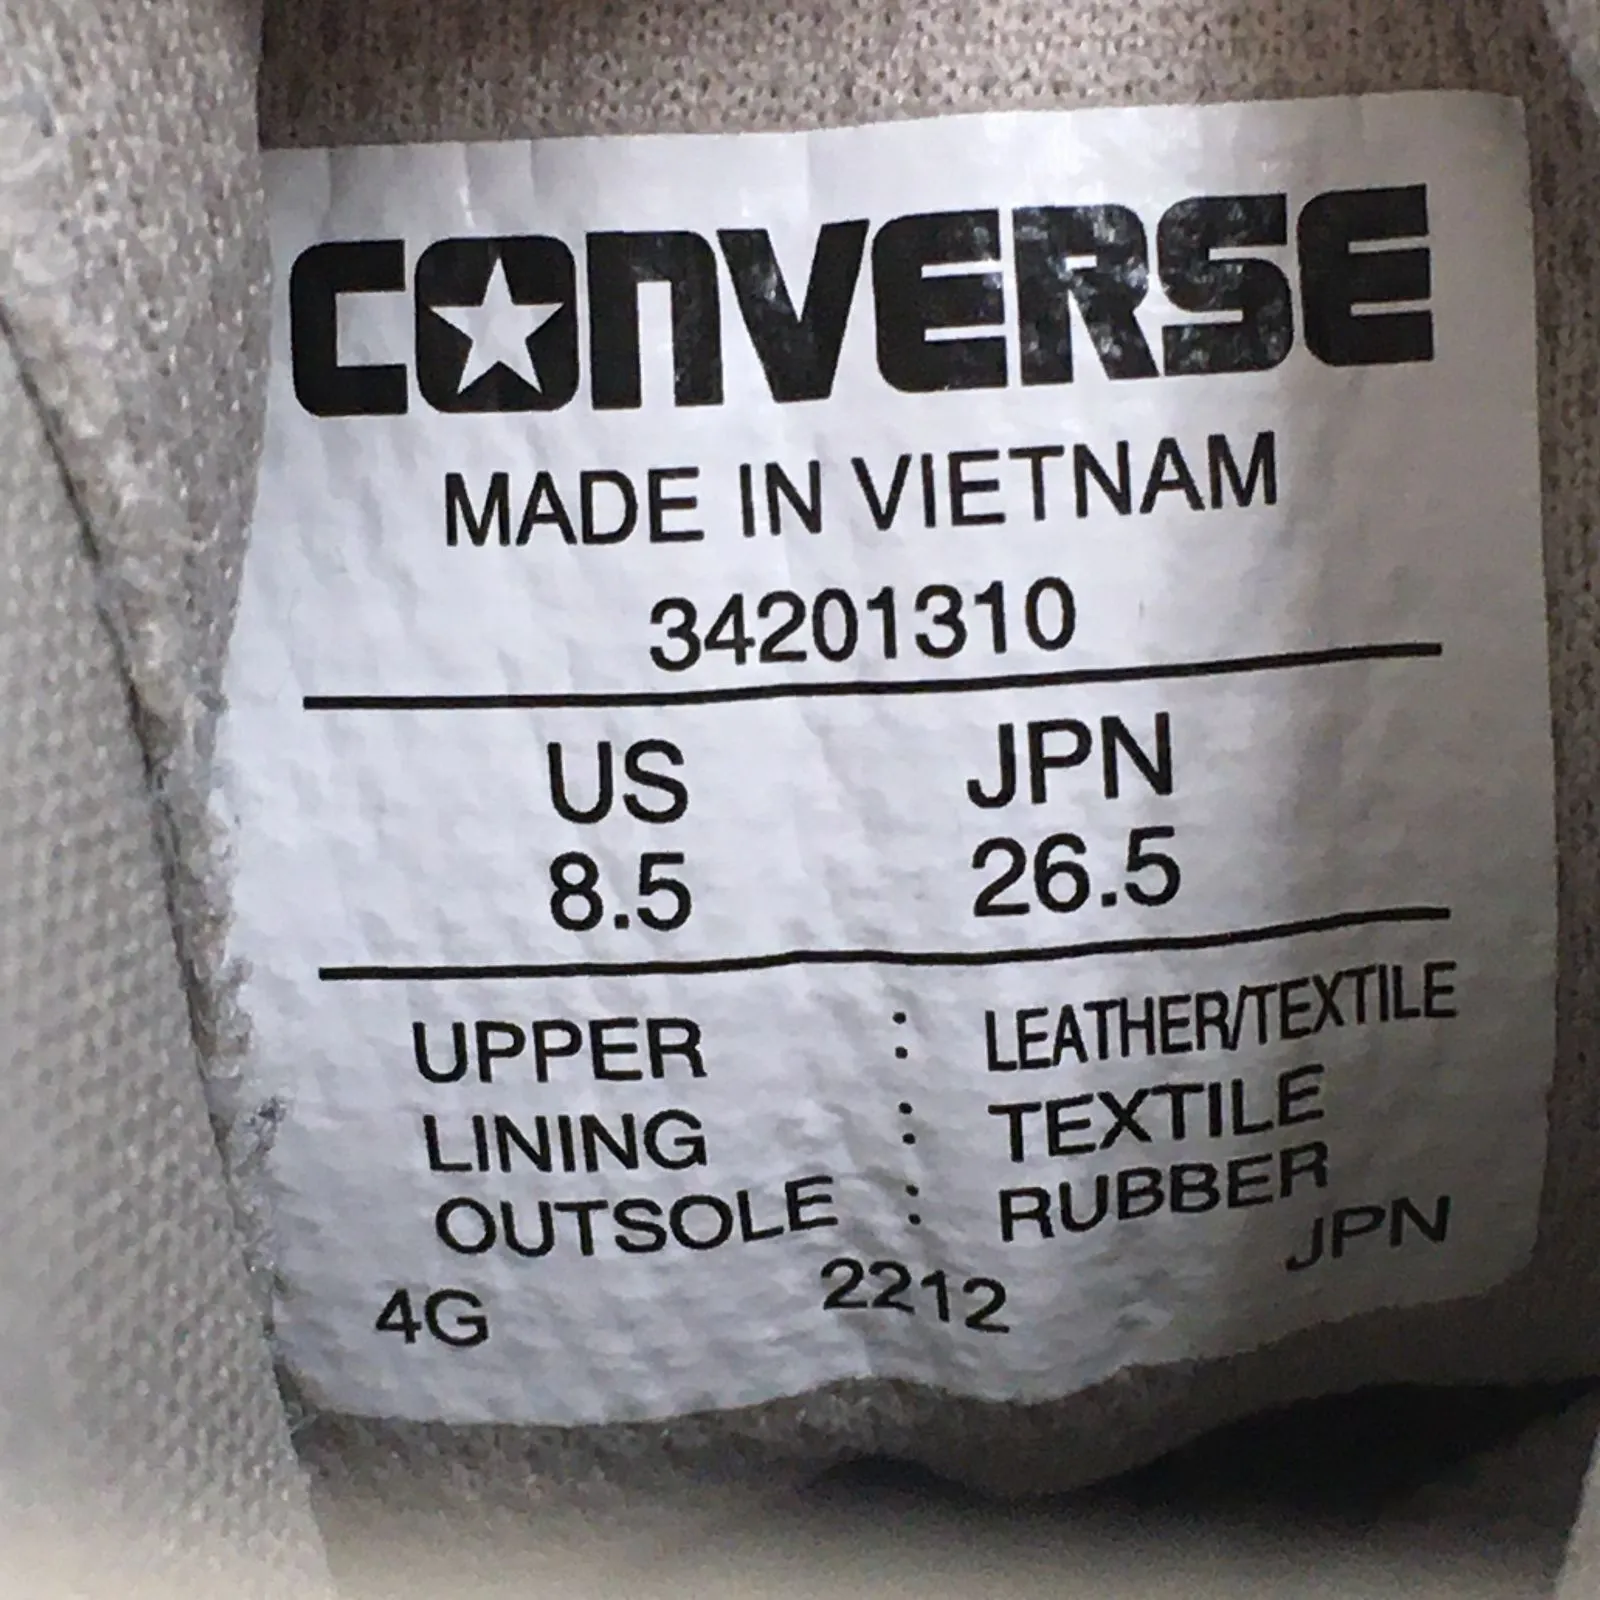 CONVERSE
MADE IN VIETNAM
34201310
US JPN
8.5 26.5
UPPER : LEATHER/TEXTILE
LINING : TEXTILE
OUTSOLE : RUBBER
4G 2212 JPN